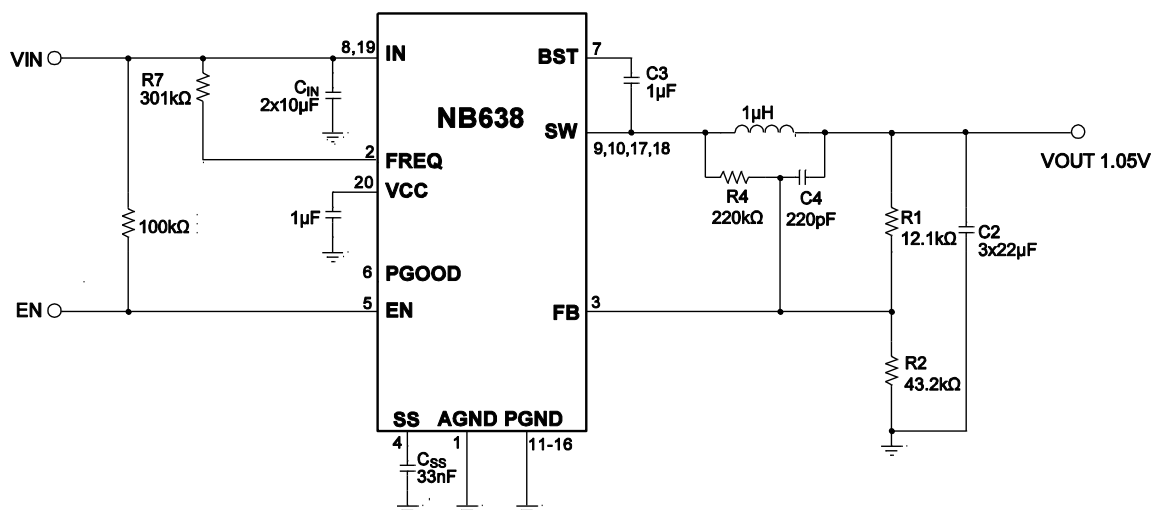 VIN
8,19
IN
R7
301kΩ
CIN
2x10µF
NB638
BST
7
C3
1µF
SW
9,10,17,18
1µH
VOUT 1.05V
2
FREQ
20
VCC
1µF
R4
220kΩ
C4
220pF
100kΩ
R1
12.1kΩ
C2
3x22µF
6
PGOOD
EN
5
EN
FB
3
R2
43.2kΩ
SS
AGND
PGND
4
1
11-16
CSS
33nF